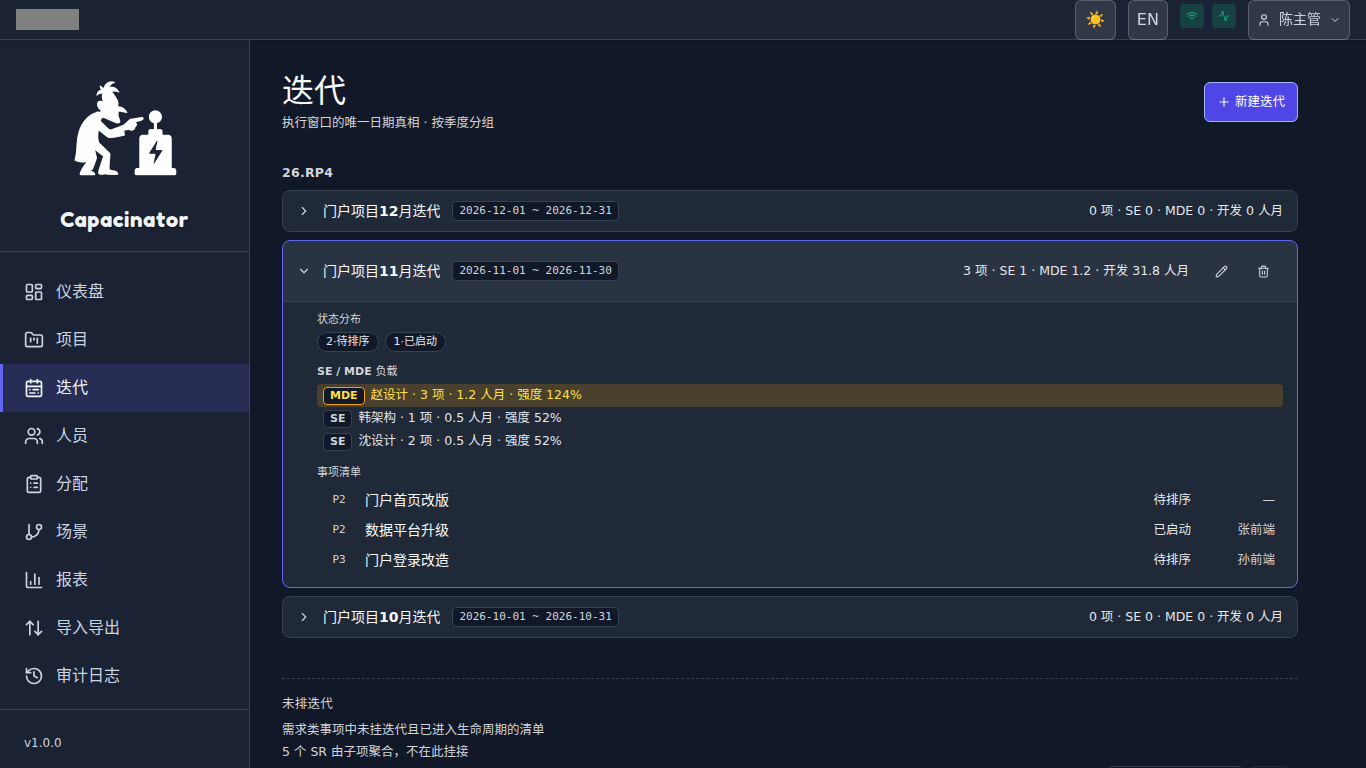 EN
陈主管
Capacinator
仪表盘
项目
迭代
人员
分配
场景
报表
导入导出
审计日志
v1.0.0
迭代
执行窗口的唯一日期真相 · 按季度分组
新建迭代
26.RP4
门户项目12月迭代 2026-12-01 ~ 2026-12-31 0 项 · SE 0 · MDE 0 · 开发 0 人月
门户项目11月迭代 2026-11-01 ~ 2026-11-30 3 项 · SE 1 · MDE 1.2 · 开发 31.8 人月
状态分布
2·待排序 1·已启动
SE / MDE 负载
MDE 赵设计 · 3 项 · 1.2 人月 · 强度 124%
SE 韩架构 · 1 项 · 0.5 人月 · 强度 52%
SE 沈设计 · 2 项 · 0.5 人月 · 强度 52%
事项清单
P2 门户首页改版 待排序 —
P2 数据平台升级 已启动 张前端
P3 门户登录改造 待排序 孙前端
门户项目10月迭代 2026-10-01 ~ 2026-10-31 0 项 · SE 0 · MDE 0 · 开发 0 人月
未排迭代
需求类事项中未挂迭代且已进入生命周期的清单
5 个 SR 由子项聚合，不在此挂接